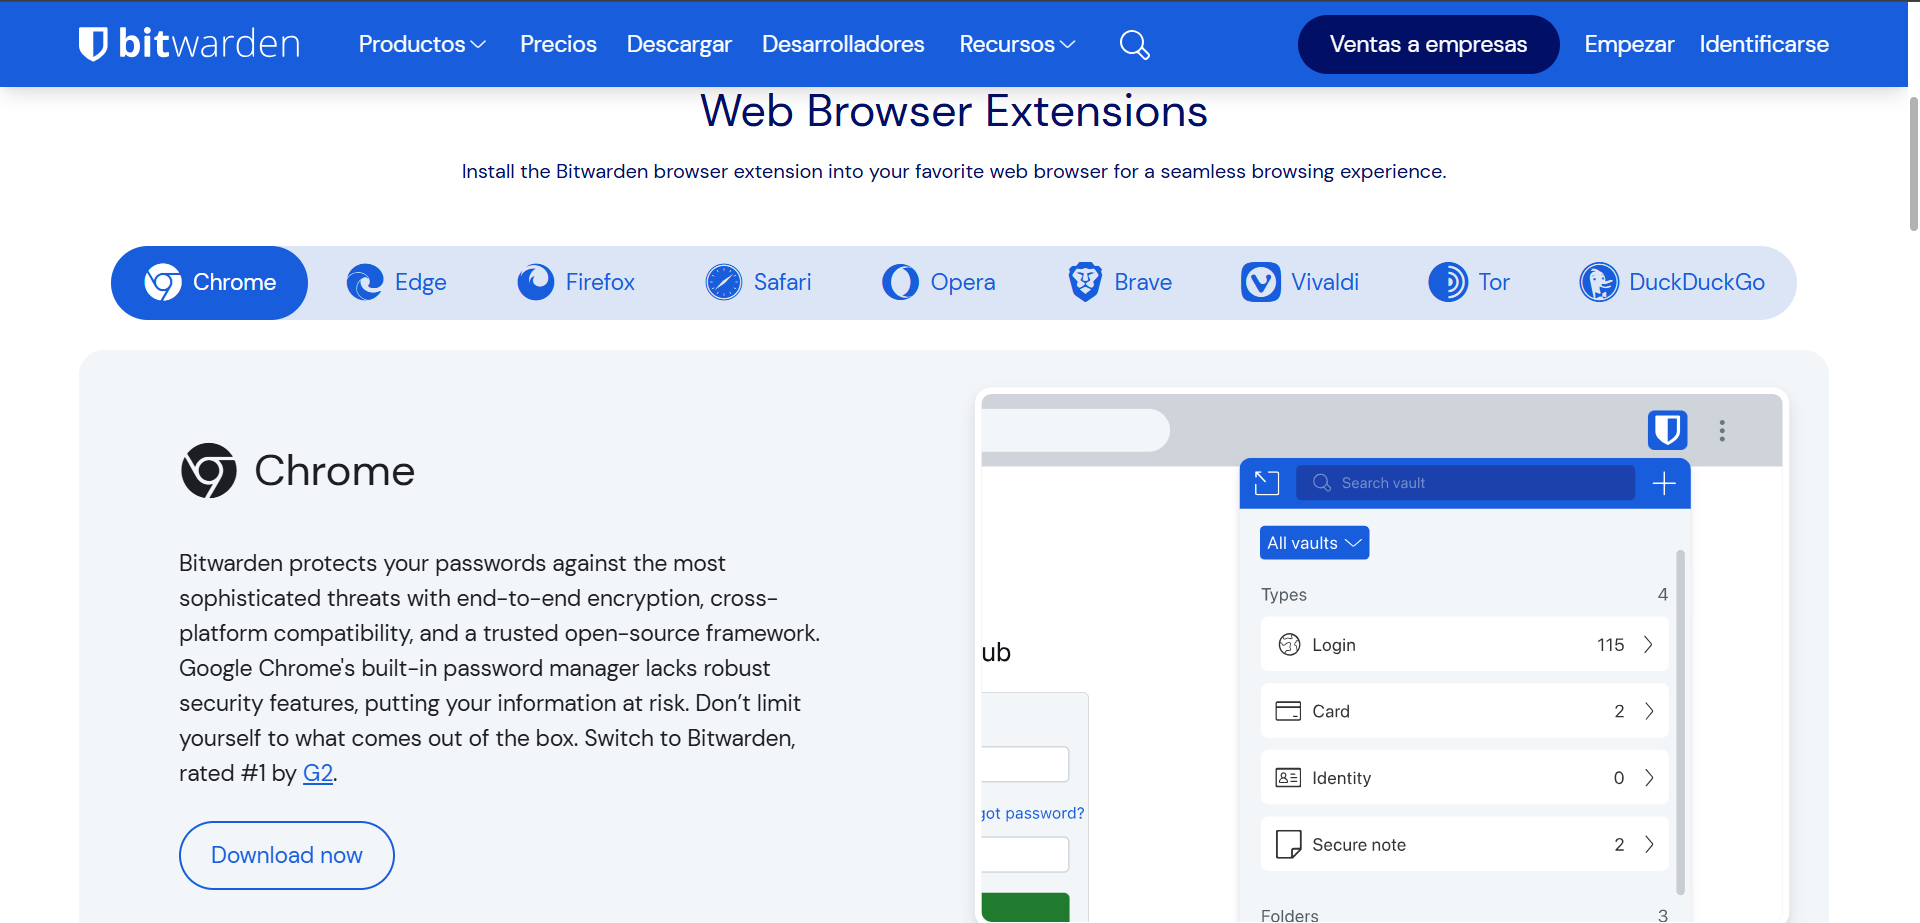 bitwarden Productos Precios Descargar Desarrolladores Recursos Ventas a empresas Empezar Identificarse
Web Browser Extensions
Install the Bitwarden browser extension into your favorite web browser for a seamless browsing experience.
Chrome Edge Firefox Safari Opera Brave Vivaldi Tor DuckDuckGo
Chrome
Bitwarden protects your passwords against the most
sophisticated threats with end-to-end encryption, cross-
platform compatibility, and a trusted open-source framework.
Google Chrome's built-in password manager lacks robust
security features, putting your information at risk. Don’t limit
yourself to what comes out of the box. Switch to Bitwarden,
rated #1 by G2.
Download now
ub
got password?
Search vault
All vaults
Types 4
Login 115
Card 2
Identity 0
Secure note 2
Folders 3